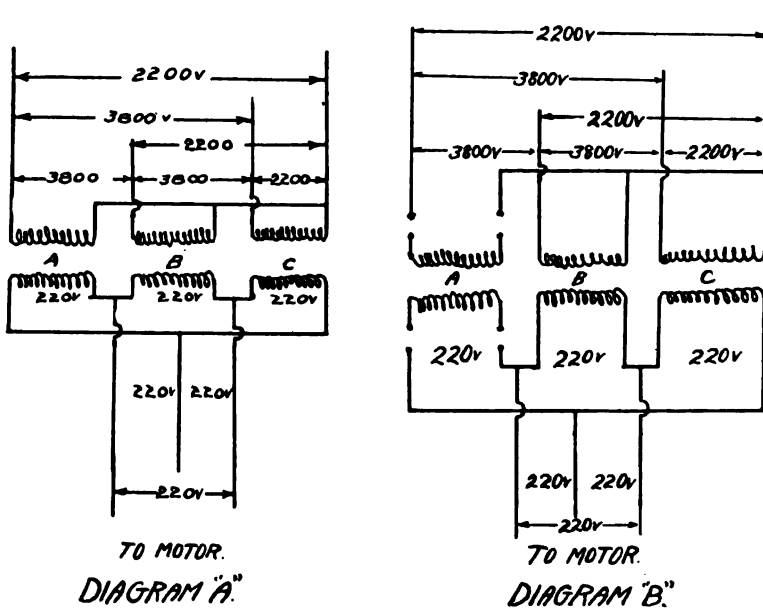 2200v
3800v
2200
3800 3800 2200
A B C
220v 220v 220v
220v 220v
220v
TO MOTOR.
DIAGRAM "A."
2200v
3800v
2200v
3800v 3800v 2200v
A B C
220v 220v 220v
220v 220v
220v
TO MOTOR.
DIAGRAM "B."